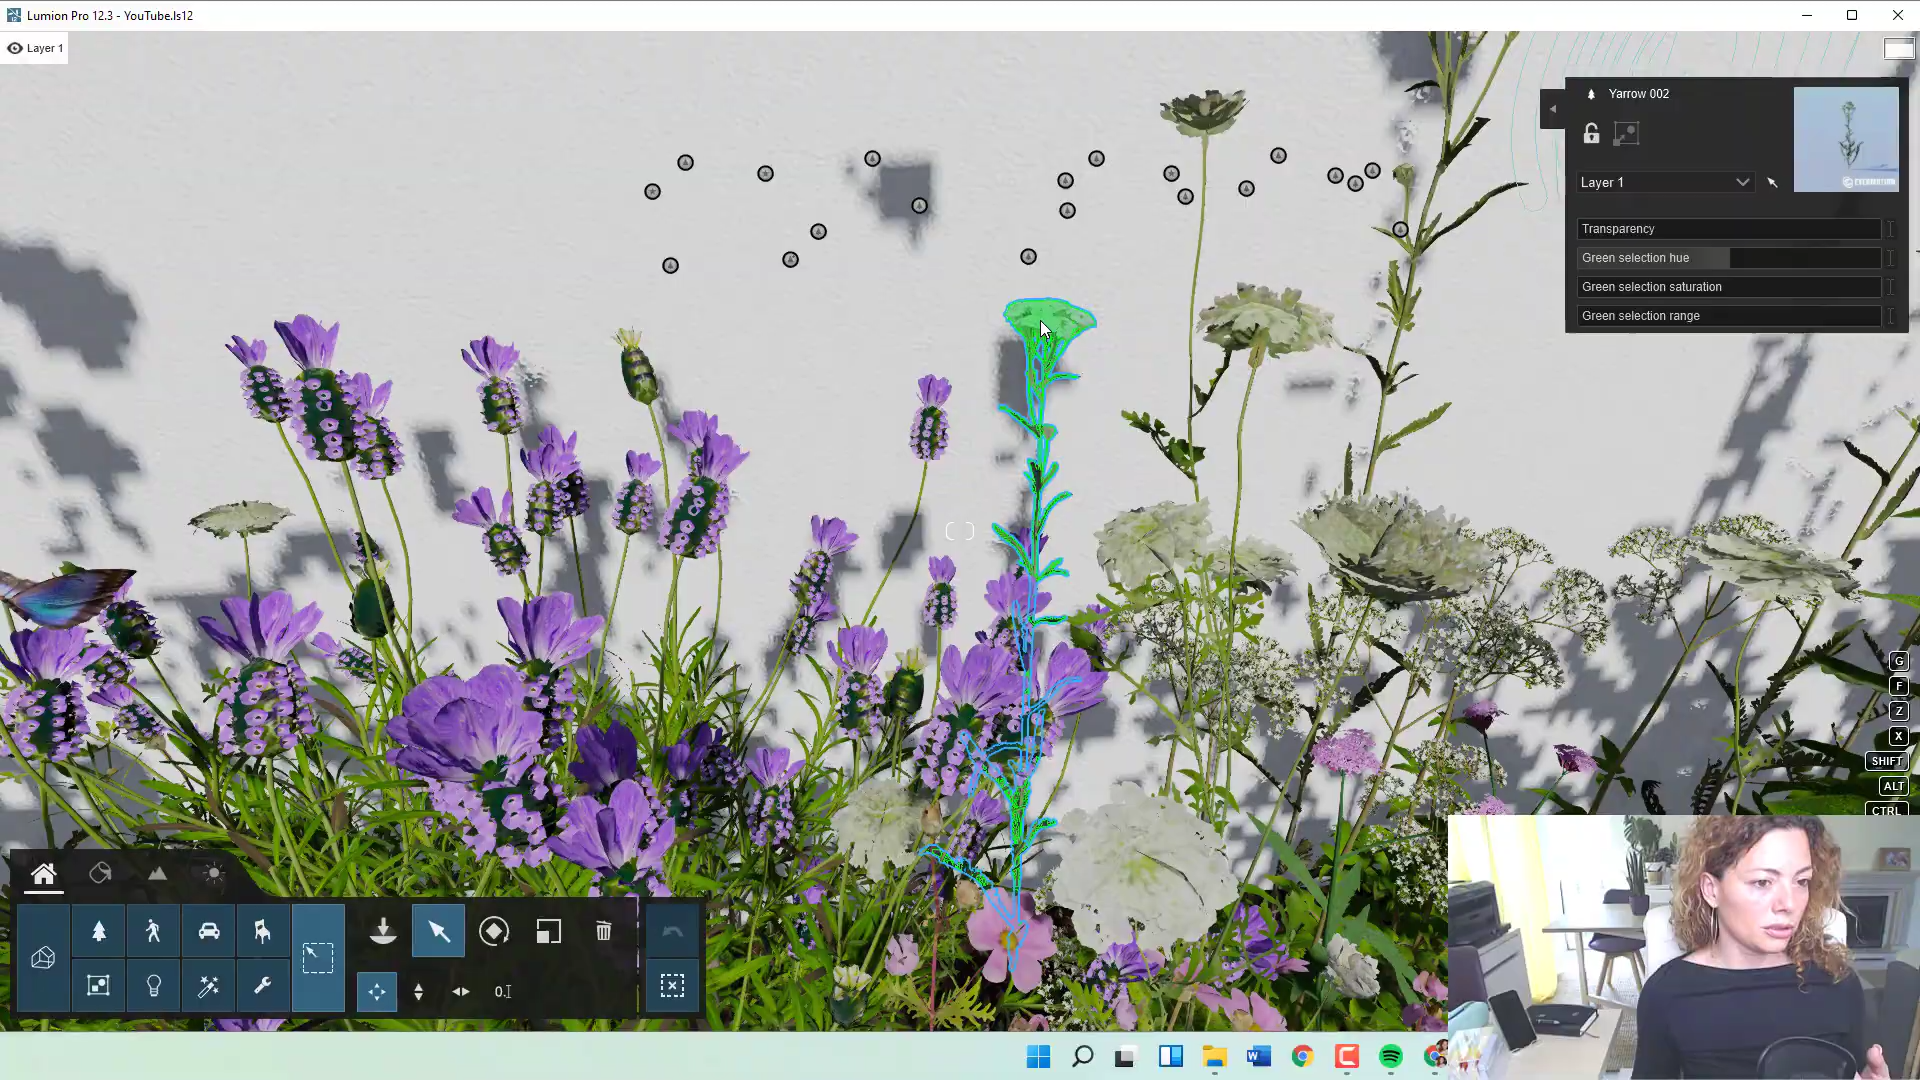 Lumion Pro 12.3 - YouTube.ls12
Layer 1
Yarrow 002
Layer 1
Transparency
Green selection hue
Green selection saturation
Green selection range
G
F
Z
X
SHIFT
ALT
CTRL
0.